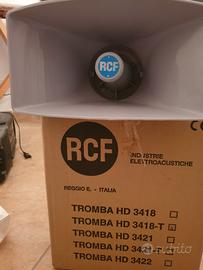 RCF
RCF
INDUSTRIE
ELETTROACUSTICHE
REGGIO E. - ITALIA
TROMBA HD 3418
TROMBA HD 3418-T
TROMBA HD 3421
TROMBA HD 3421-T
TROMBA HD 3422
subito